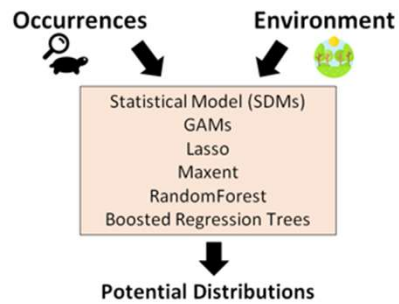 Occurrences
Environment
Statistical Model (SDMs)
GAMs
Lasso
Maxent
RandomForest
Boosted Regression Trees
Potential Distributions